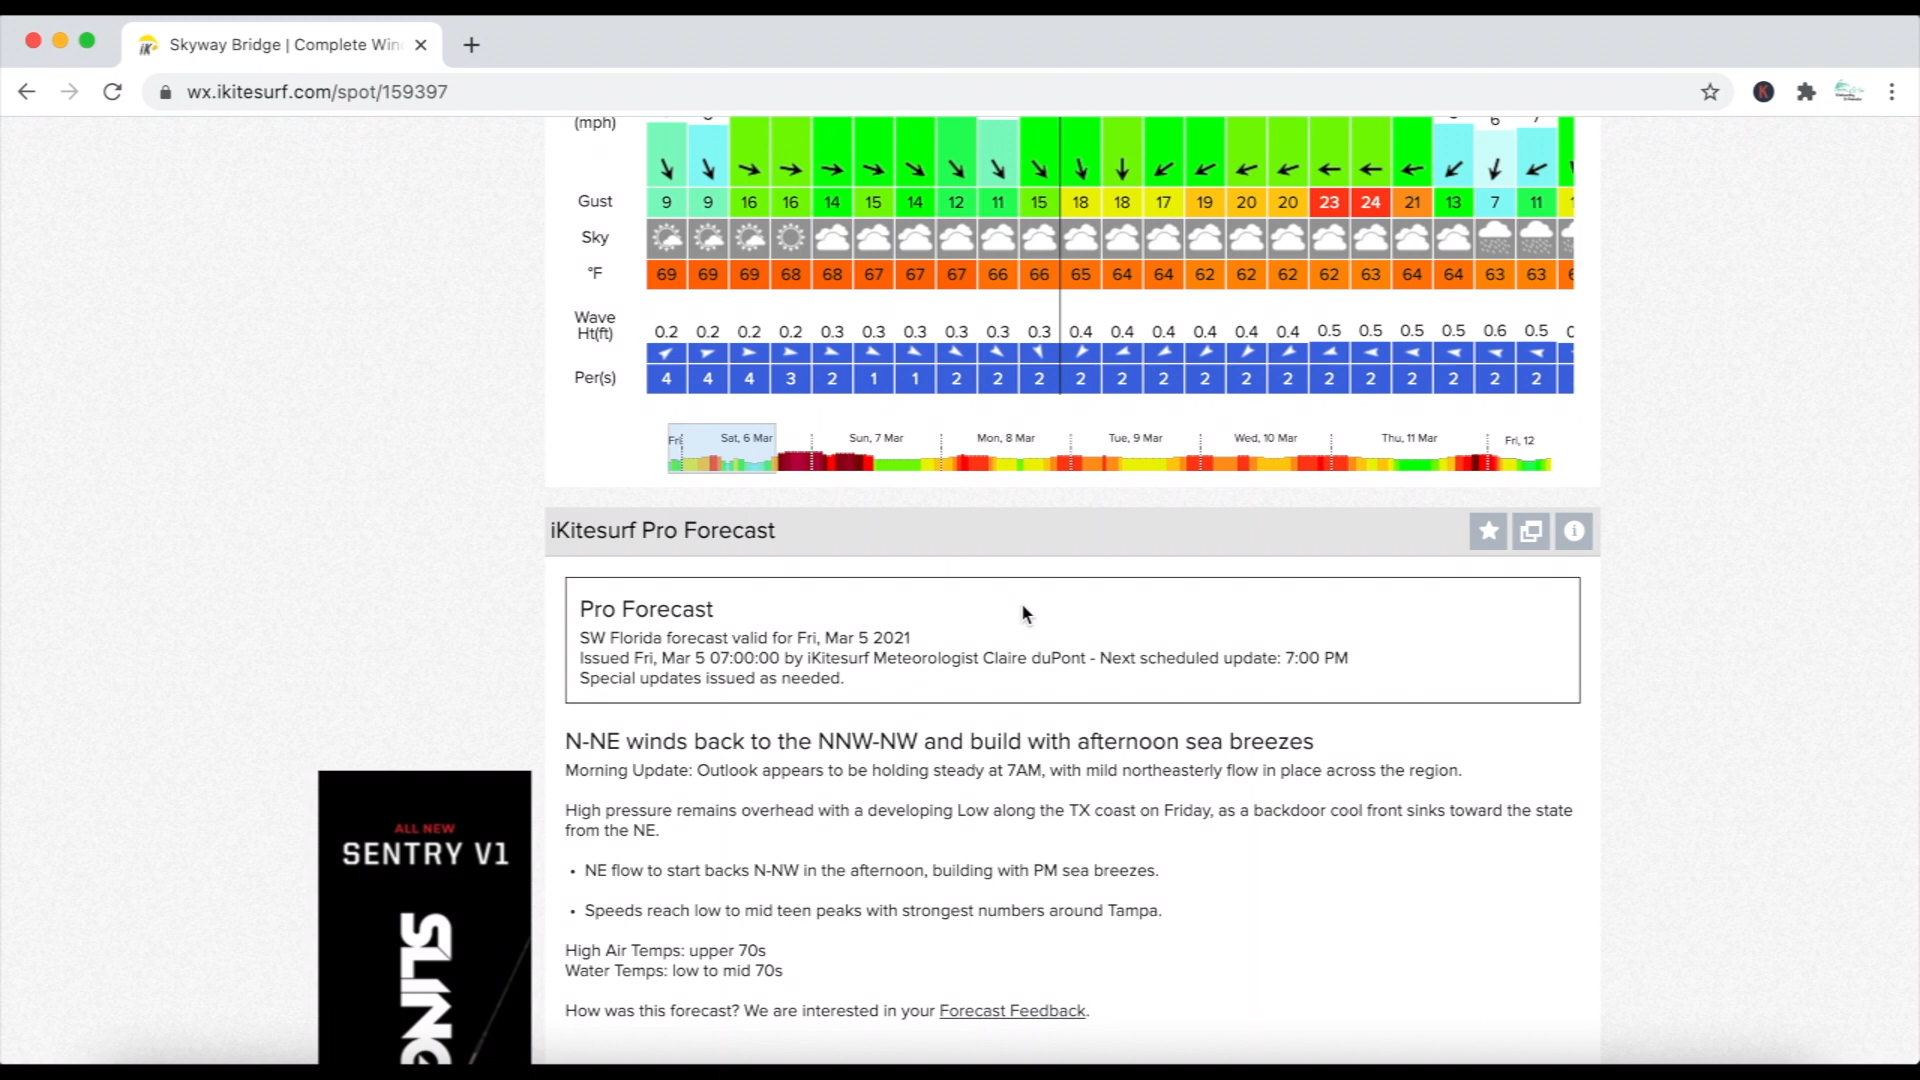 Skyway Bridge | Complete Win
wx.ikitesurf.com/spot/159397
(mph)
Gust 9 9 16 16 14 15 14 12 11 15 18 18 17 19 20 20 23 24 21 13 7 11
Sky
°F 69 69 69 68 68 67 67 67 66 66 65 64 64 62 62 62 62 63 64 64 63 63
Wave
Ht(ft) 0.2 0.2 0.2 0.2 0.3 0.3 0.3 0.3 0.3 0.3 0.4 0.4 0.4 0.4 0.4 0.4 0.5 0.5 0.5 0.5 0.6 0.5
Per(s) 4 4 4 3 2 1 1 2 2 2 2 2 2 2 2 2 2 2 2 2 2 2
Fri Sat, 6 Mar Sun, 7 Mar Mon, 8 Mar Tue, 9 Mar Wed, 10 Mar Thu, 11 Mar Fri, 12
iKitesurf Pro Forecast
Pro Forecast
SW Florida forecast valid for Fri, Mar 5 2021
Issued Fri, Mar 5 07:00:00 by iKitesurf Meteorologist Claire duPont - Next scheduled update: 7:00 PM
Special updates issued as needed.
N-NE winds back to the NNW-NW and build with afternoon sea breezes
Morning Update: Outlook appears to be holding steady at 7AM, with mild northeasterly flow in place across the region.
High pressure remains overhead with a developing Low along the TX coast on Friday, as a backdoor cool front sinks toward the state
from the NE.
• NE flow to start backs N-NW in the afternoon, building with PM sea breezes.
• Speeds reach low to mid teen peaks with strongest numbers around Tampa.
High Air Temps: upper 70s
Water Temps: low to mid 70s
How was this forecast? We are interested in your Forecast Feedback.
ALL NEW
SENTRY V1